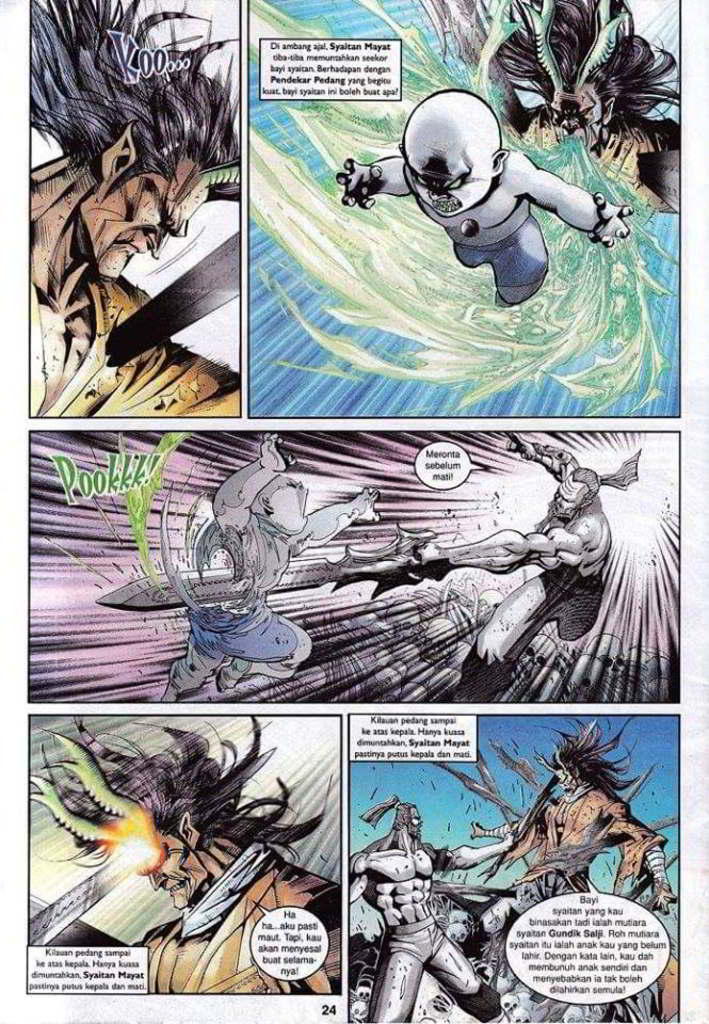 Koo...
Di ambang ajal, Syaitan Mayat
tiba-tiba memuntahkan seekor
bayi syaitan. Berhadapan dengan
Pendekar Pedang yang begitu
kuat, bayi syaitan ini boleh buat apa?
Pookkk!
Meronta
sebelum
mati!
Kilauan pedang sampai
ke atas kepala. Hanya kuasa
dimuntahkan, Syaitan Mayat
pastinya putus kepala dan mati.
Ha
ha...aku pasti
maut. Tapi, kau
akan menyesal
buat selama-
nya!
Kilauan pedang sampai
ke atas kepala. Hanya kuasa
dimuntahkan, Syaitan Mayat
pastinya putus kepala dan mati.
Bayi
syaitan yang kau
binasakan tadi ialah mutiara
syaitan Gundik Salji. Roh mutiara
syaitan itu ialah anak kau yang belum
lahir. Dengan kata lain, kau dah
membunuh anak sendiri dan
menyebabkan ia tak boleh
dilahirkan semula!
24